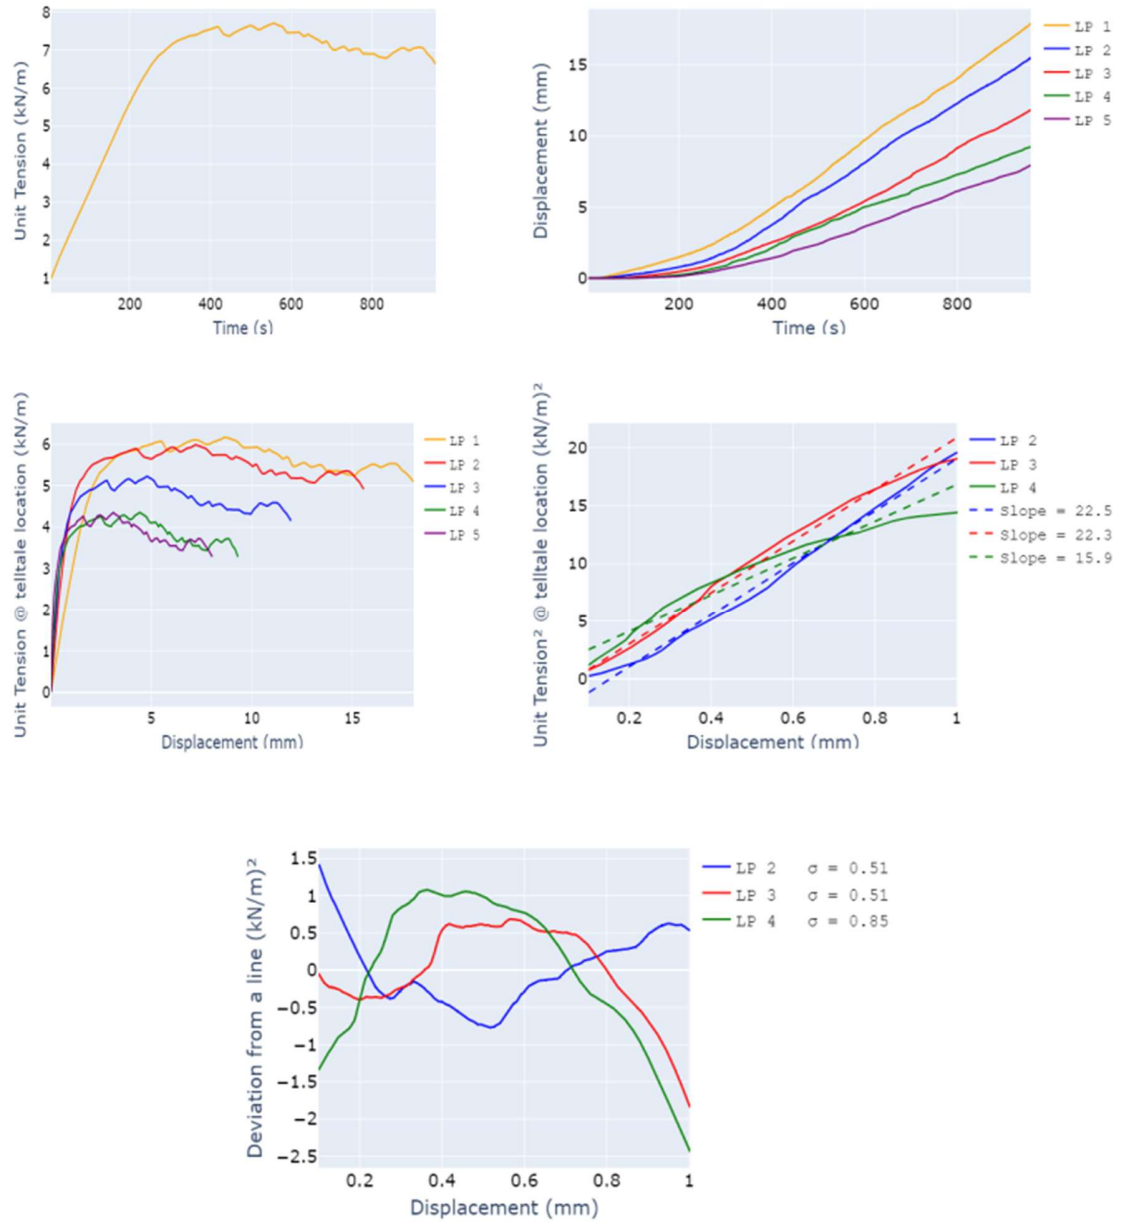 Unit Tension (kN/m)
8
7
6
5
4
3
2
1
200 400 600 800
Time (s)
Displacement (mm)
15
10
5
0
200 400 600 800
Time (s)
LP 1
LP 2
LP 3
LP 4
LP 5
Unit Tension @ telltale location (kN/m)
6
5
4
3
2
1
0
5 10 15
Displacement (mm)
LP 1
LP 2
LP 3
LP 4
LP 5
Unit Tension² @ telltale location (kN/m)²
20
15
10
5
0
0.2 0.4 0.6 0.8 1
Displacement (mm)
LP 2
LP 3
LP 4
Slope = 22.5
Slope = 22.3
Slope = 15.9
Deviation from a line (kN/m)²
1.5
1
0.5
0
−0.5
−1
−1.5
−2
−2.5
0.2 0.4 0.6 0.8 1
Displacement (mm)
LP 2 σ = 0.51
LP 3 σ = 0.51
LP 4 σ = 0.85